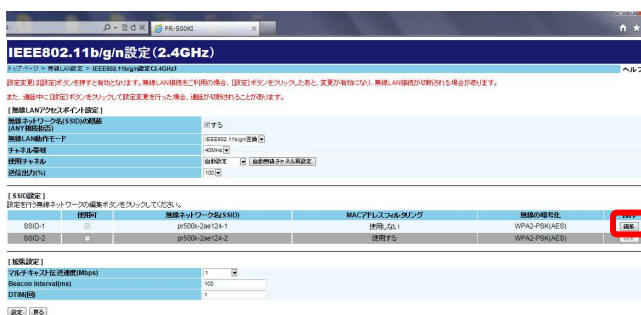 PR-500KI
IEEE802.11b/g/n設定(2.4GHz)
トップページ > 無線LAN設定 > IEEE802.11b/g/n設定(2.4GHz)
ヘルプ
設定変更は[設定]ボタンを押すと有効となります。無線LAN接続をご利用の場合、[設定]ボタンをクリックしたあと、変更が有効になり、無線LAN接続が切断される場合があります。
また、通話中に[設定]ボタンをクリックして設定変更を行った場合、通話が切断されることがあります。
[無線LANアクセスポイント設定]
無線ネットワーク名(SSID)の隠蔽
(ANY接続拒否)
する
無線LAN動作モード
IEEE802.11b/g/n互換
チャネル帯域
40MHz
使用チャネル
自動設定
自動無線チャネル再設定
送信出力(%)
100
[SSID設定]
設定を行う無線ネットワークの編集ボタンをクリックしてください。
使用可 無線ネットワーク名(SSID) MACアドレスフィルタリング 無線の暗号化
SSID-1 pr500k-2ae124-1 使用しない WPA2-PSK(AES) 編集
SSID-2 pr500k-2ae124-2 使用する WPA2-PSK(AES)
[拡張設定]
マルチキャスト伝送速度(Mbps) 1
Beacon Interval(ms) 100
DTIM(回) 1
設定 戻る